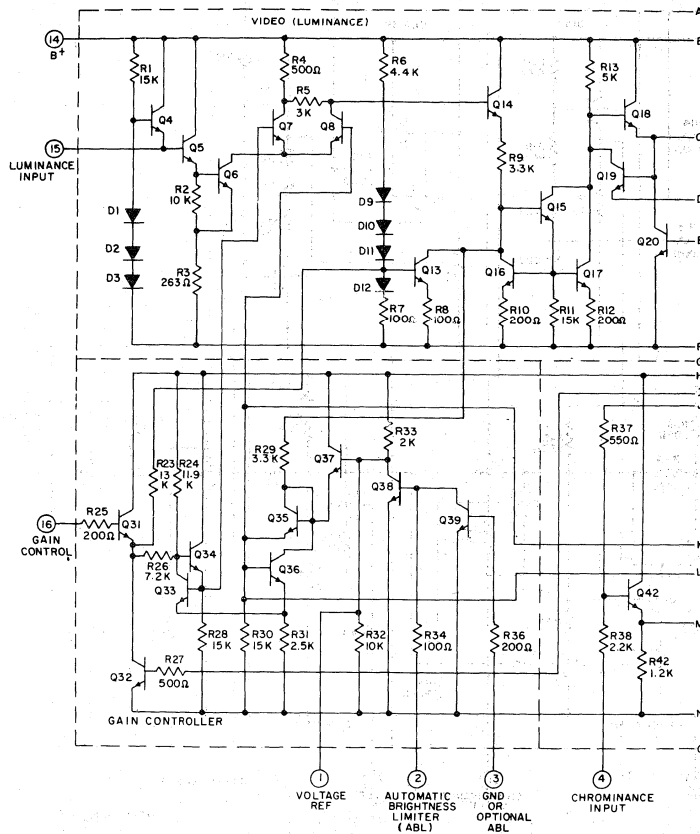 VIDEO (LUMINANCE)
A
14
B+
B
R1
15K
R4
500Ω
R6
4.4K
R5
3K
R13
5K
Q4
Q5
Q7
Q8
Q14
Q18
15
LUMINANCE
INPUT
Q6
R9
3.3K
Q19
R2
10K
D1
D2
D3
D9
D10
D11
D12
Q15
Q20
Q13
Q16
Q17
R3
263Ω
R7
100Ω
R8
100Ω
R10
200Ω
R11
15K
R12
200Ω
H
R33
2K
R37
550Ω
R29
3.3K
Q37
R23
13
K
R24
11.9
K
Q38
Q39
R25
200Ω
Q31
Q35
16
GAIN
CONTROL
R26
7.2K
Q34
Q33
Q36
Q42
R28
15K
R30
15K
R31
2.5K
R32
10K
R34
100Ω
R36
200Ω
R38
2.2K
R42
1.2K
Q32
R27
500Ω
GAIN CONTROLLER
1
2
3
4
VOLTAGE
REF
AUTOMATIC
BRIGHTNESS
LIMITER
(ABL)
GND
OR
OPTIONAL
ABL
CHROMINANCE
INPUT